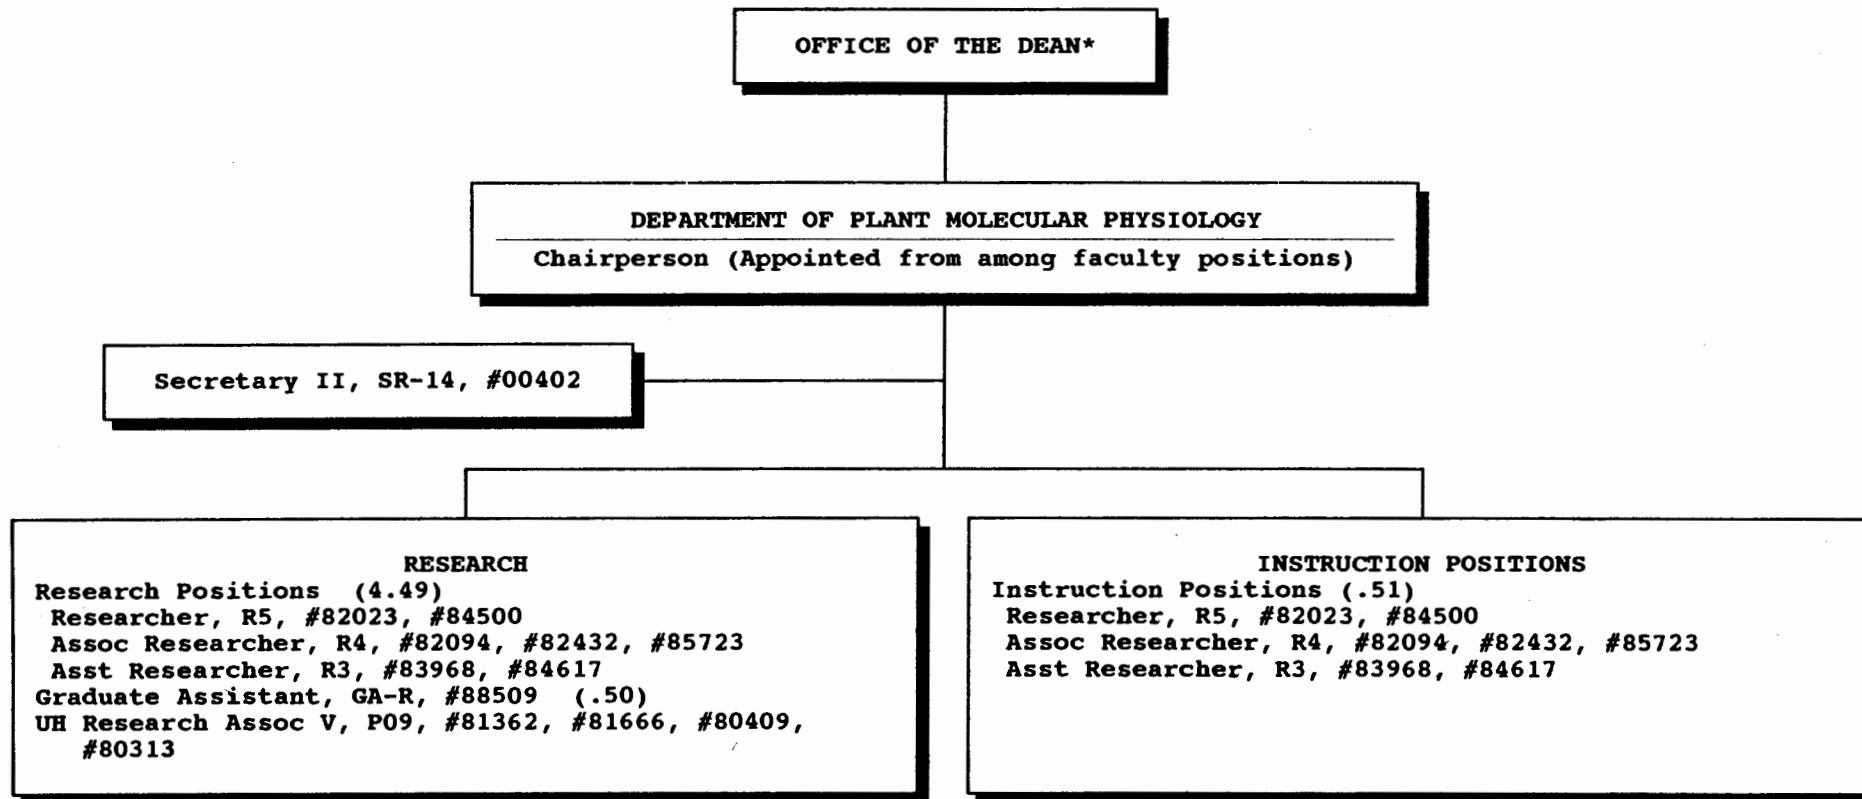 OFFICE OF THE DEAN*
DEPARTMENT OF PLANT MOLECULAR PHYSIOLOGY
Chairperson (Appointed from among faculty positions)
Secretary II, SR-14, #00402
RESEARCH
Research Positions (4.49)
Researcher, R5, #82023, #84500
Assoc Researcher, R4, #82094, #82432, #85723
Asst Researcher, R3, #83968, #84617
Graduate Assistant, GA-R, #88509 (.50)
UH Research Assoc V, P09, #81362, #81666, #80409,
#80313
INSTRUCTION POSITIONS
Instruction Positions (.51)
Researcher, R5, #82023, #84500
Assoc Researcher, R4, #82094, #82432, #85723
Asst Researcher, R3, #83968, #84617